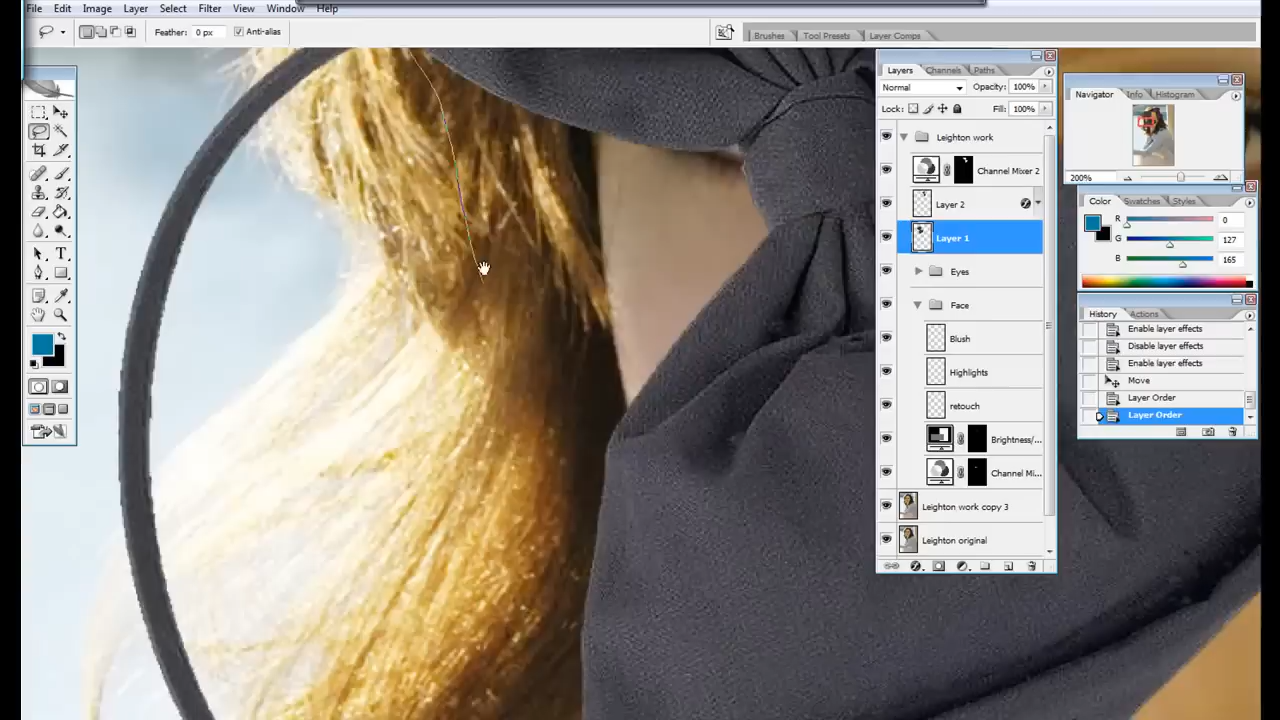 File Edit Image Layer Select Filter View Window Help
Feather: 0 px Anti-alias
Brushes Tool Presets Layer Comps
Layers Channels Paths
Normal Opacity: 100%
Lock: Fill: 100%
Leighton work
Channel Mixer 2
Layer 2
Layer 1
Eyes
Face
Blush
Highlights
retouch
Brightness/...
Channel Mi...
Leighton work copy 3
Leighton original
Navigator Info Histogram
200%
Color Swatches Styles
R 0
G 127
B 165
History Actions
Enable layer effects
Disable layer effects
Enable layer effects
Move
Layer Order
Layer Order